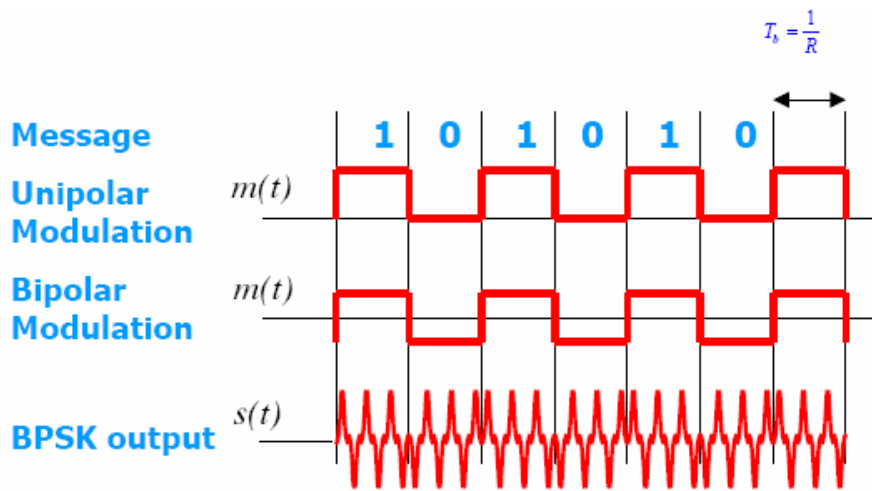 T_b = 1/R
Message 1 0 1 0 1 0
Unipolar m(t)
Modulation
Bipolar m(t)
Modulation
BPSK output s(t)